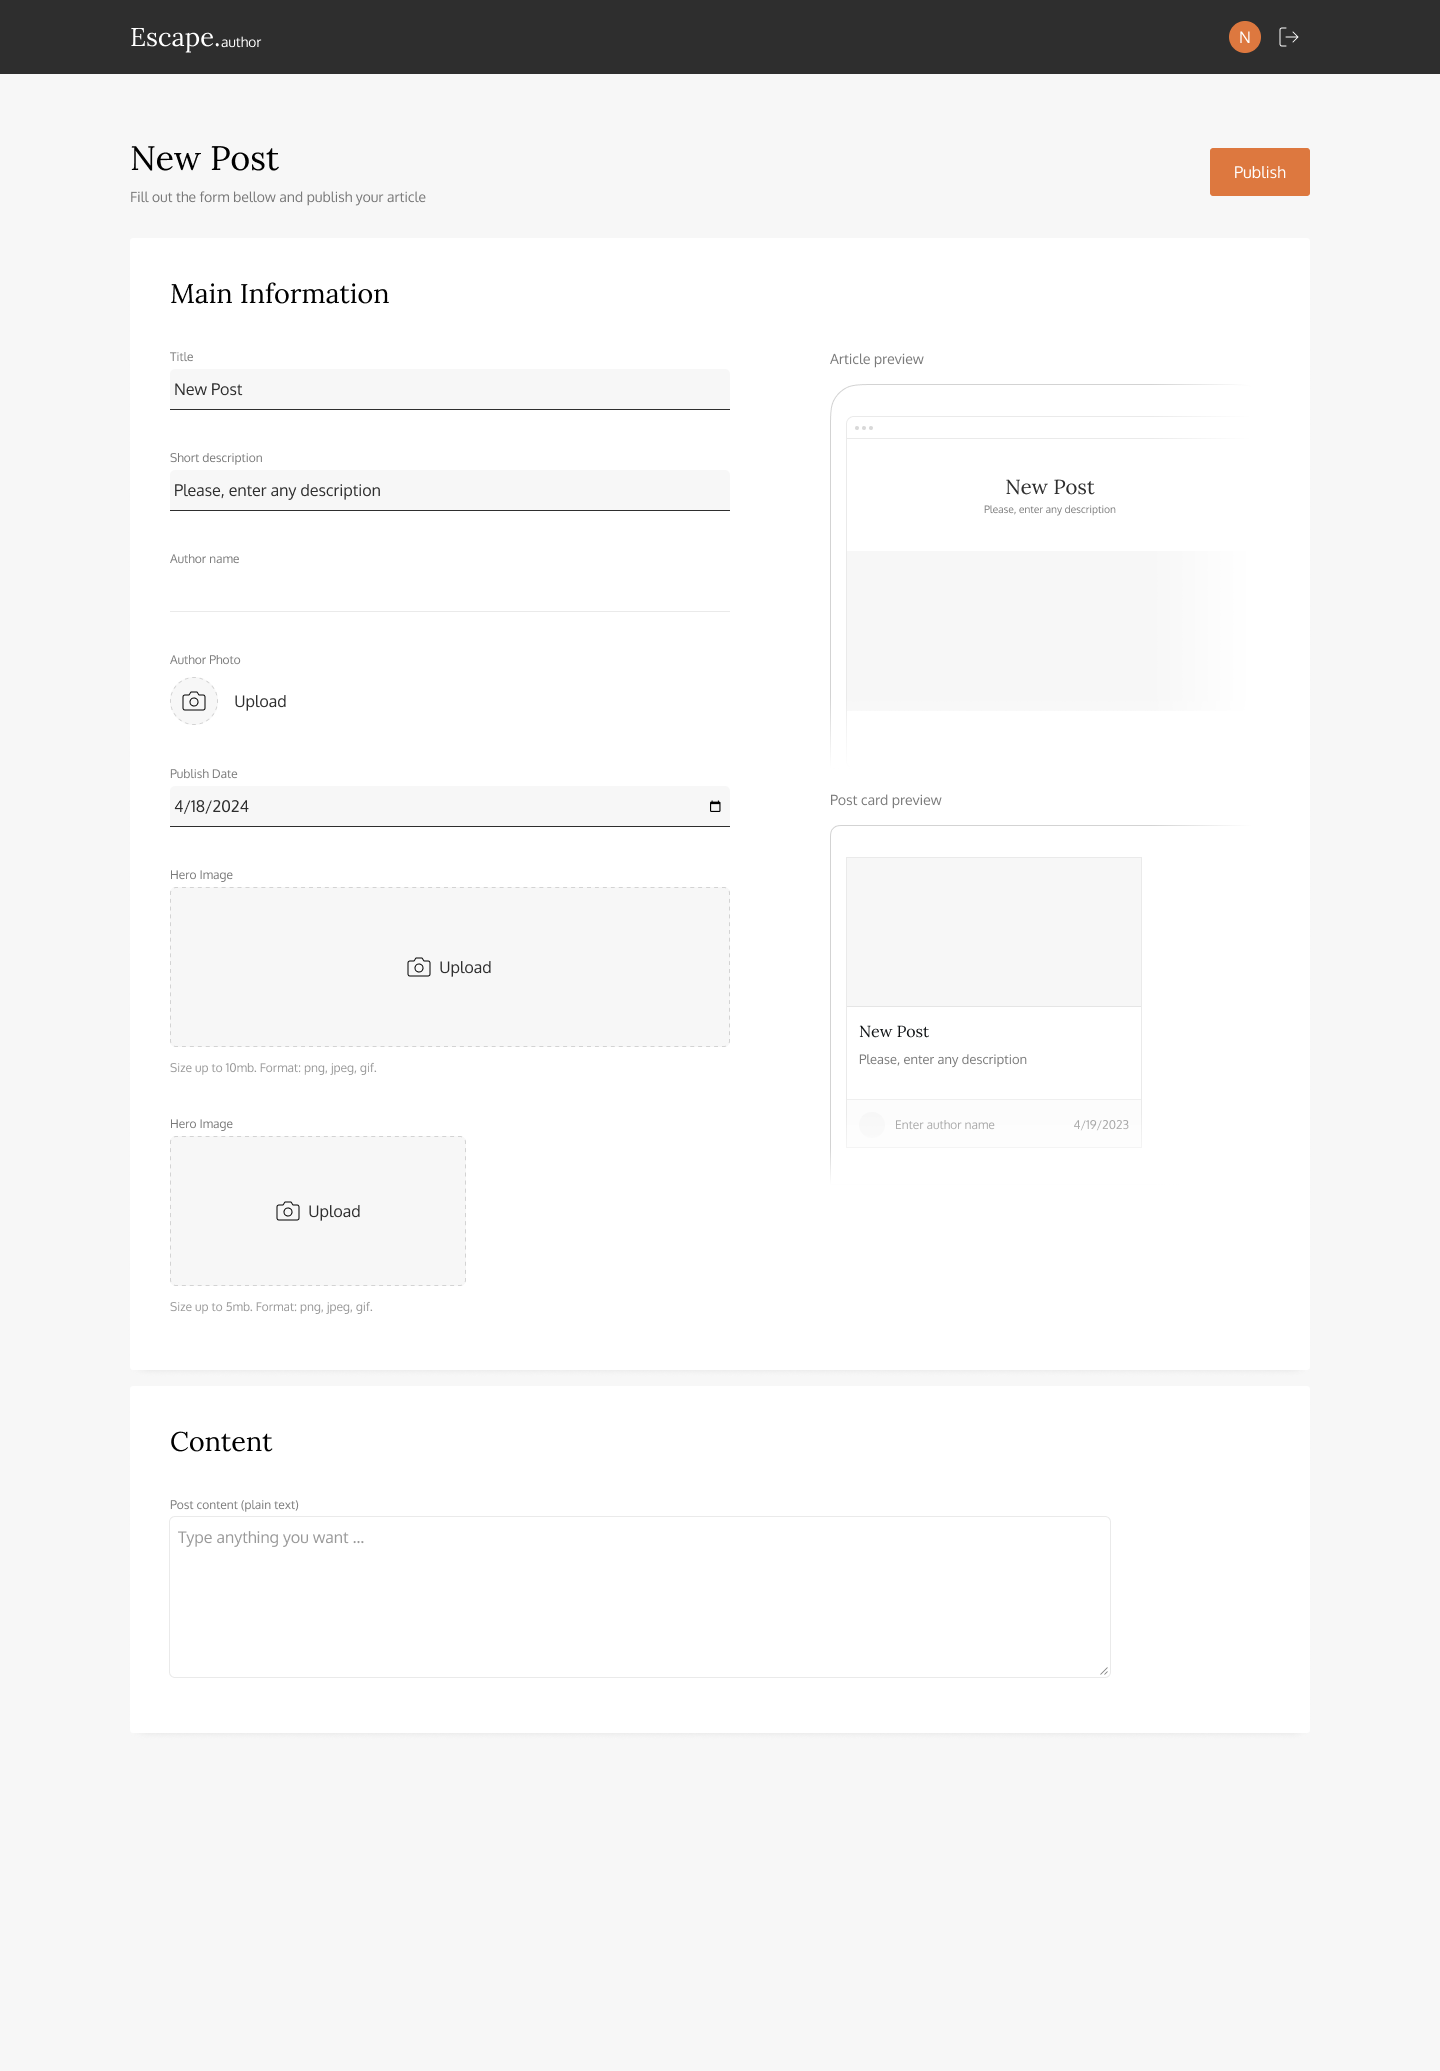 Escape.author
N
New Post
Fill out the form bellow and publish your article
Publish
Main Information
Title
New Post
Short description
Please, enter any description
Author name
Author Photo
Upload
Publish Date
4/18/2024
Hero Image
Upload
Size up to 10mb. Format: png, jpeg, gif.
Hero Image
Upload
Size up to 5mb. Format: png, jpeg, gif.
Article preview
New Post
Please, enter any description
Post card preview
New Post
Please, enter any description
Enter author name
4/19/2023
Content
Post content (plain text)
Type anything you want ...